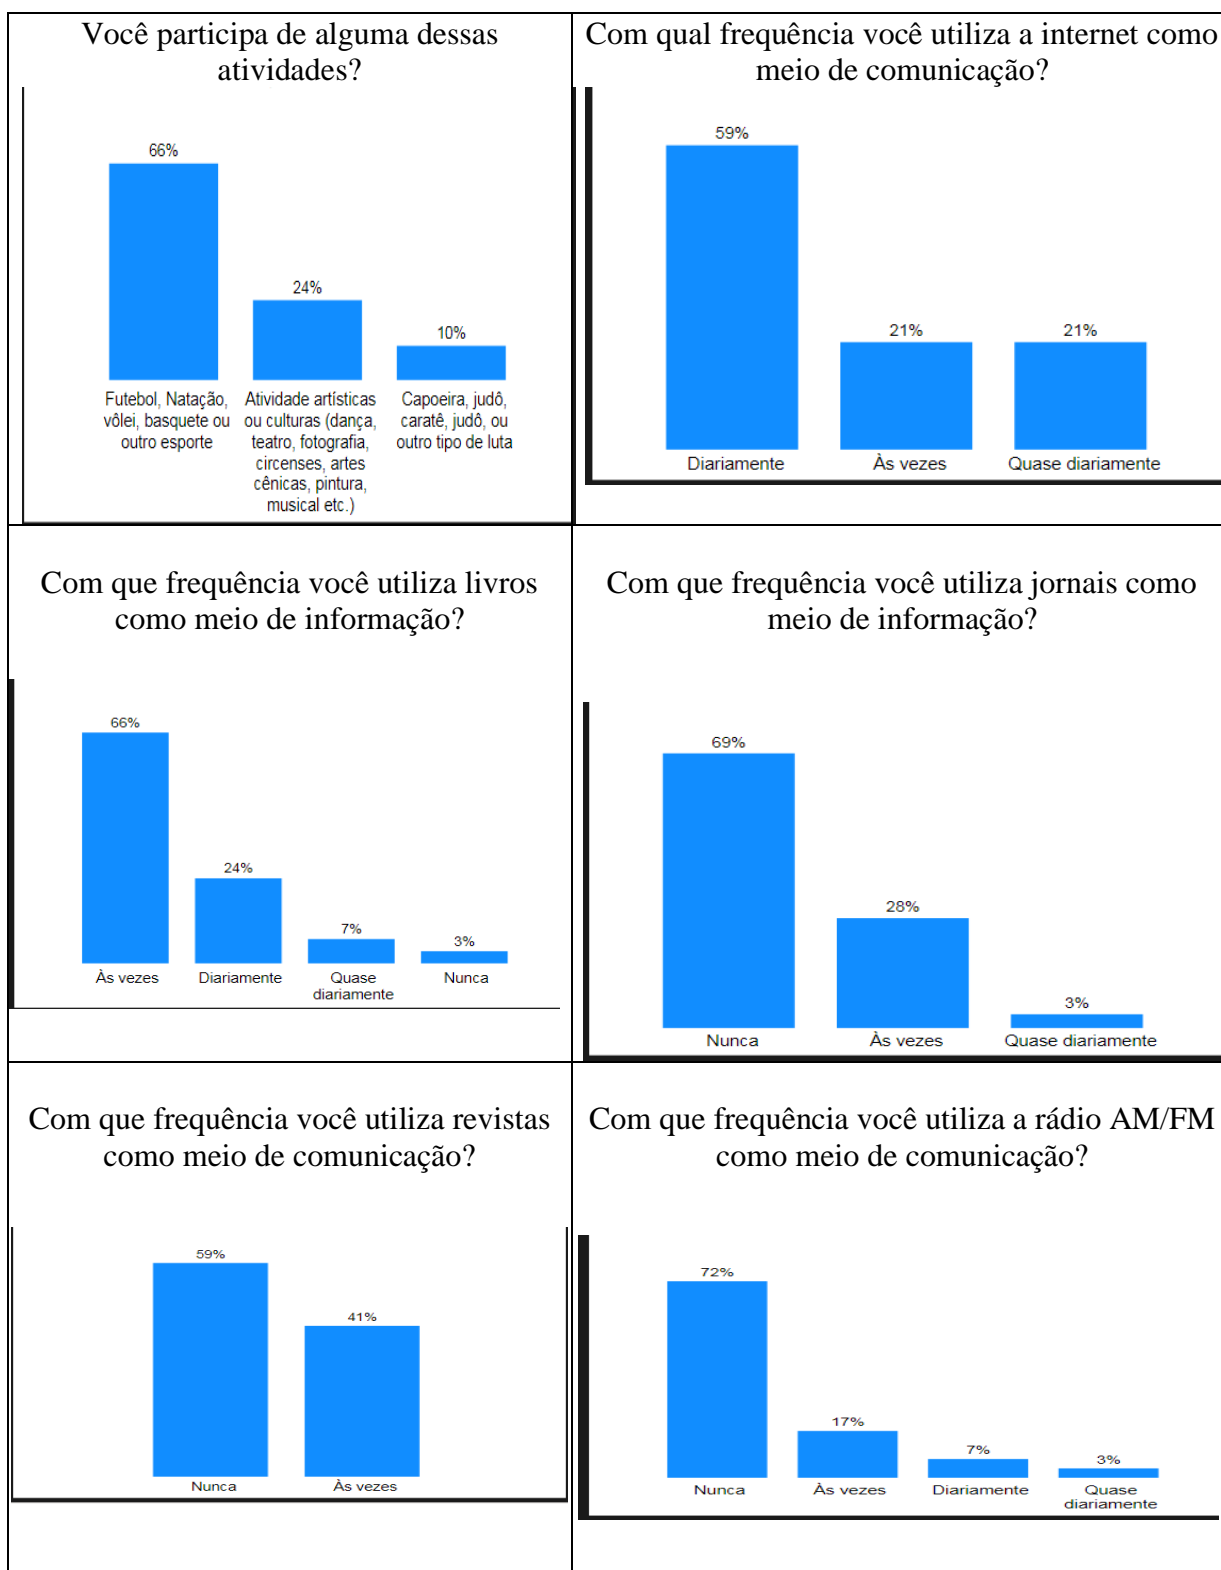 Você participa de alguma dessas
atividades?
66%
24%
10%
Futebol, Natação,
vôlei, basquete ou
outro esporte
Atividade artísticas
ou culturas (dança,
teatro, fotografia,
circenses, artes
cênicas, pintura,
musical etc.)
Capoeira, judô,
caratê, judô, ou
outro tipo de luta
Com qual frequência você utiliza a internet como
meio de comunicação?
59%
21%
21%
Diariamente
Às vezes
Quase diariamente
Com que frequência você utiliza livros
como meio de informação?
66%
24%
7%
3%
Às vezes
Diariamente
Quase
diariamente
Nunca
Com que frequência você utiliza jornais como
meio de informação?
69%
28%
3%
Nunca
Às vezes
Quase diariamente
Com que frequência você utiliza revistas
como meio de comunicação?
59%
41%
Nunca
Às vezes
Com que frequência você utiliza a rádio AM/FM
como meio de comunicação?
72%
17%
7%
3%
Nunca
Às vezes
Diariamente
Quase
diariamente